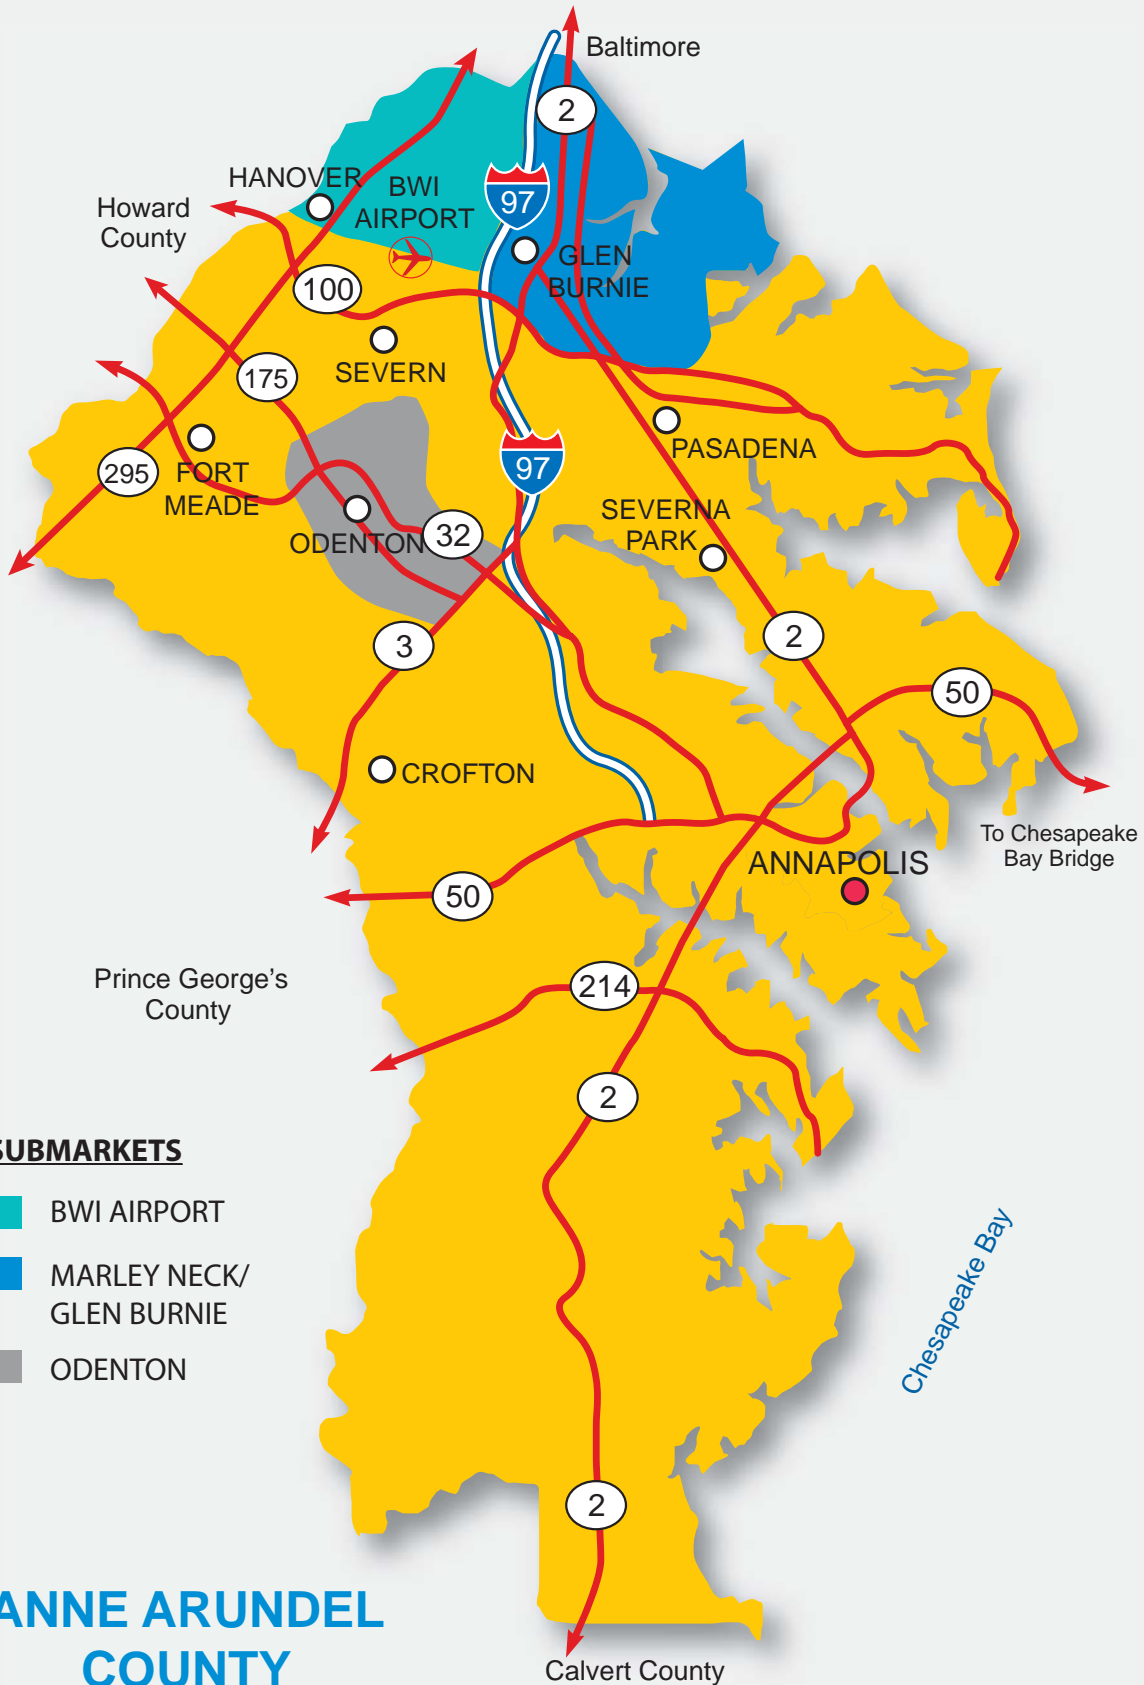 Baltimore
2
HANOVER
BWI
AIRPORT
97
Howard
County
GLEN
BURNIE
100
SEVERN
175
PASADENA
295
FORT
MEADE
97
SEVERNA
PARK
ODENTON
32
3
2
50
CROFTON
To Chesapeake
Bay Bridge
ANNAPOLIS
50
Prince George's
County
214
2
SUBMARKETS
BWI AIRPORT
MARLEY NECK/
GLEN BURNIE
ODENTON
Chesapeake Bay
2
ANNE ARUNDEL
COUNTY
Calvert County